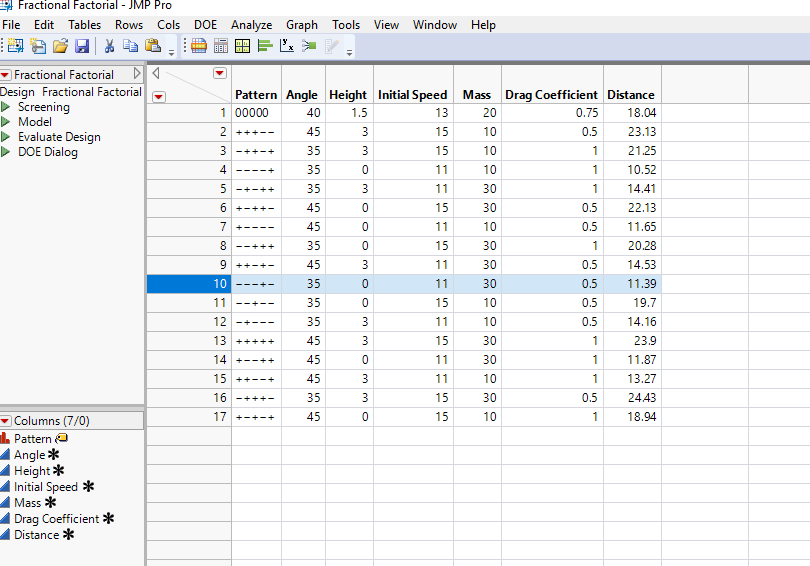 Fractional Factorial - JMP Pro
File Edit Tables Rows Cols DOE Analyze Graph Tools View Window Help
Fractional Factorial
Design Fractional Factorial
Screening
Model
Evaluate Design
DOE Dialog
Pattern Angle Height Initial Speed Mass Drag Coefficient Distance
1 00000 40 1.5 13 20 0.75 18.04
2 +++−− 45 3 15 10 0.5 23.13
3 −++−+ 35 3 15 10 1 21.25
4 −−−−+ 35 0 11 10 1 10.52
5 −+−++ 35 3 11 30 1 14.41
6 +−++− 45 0 15 30 0.5 22.13
7 +−−−− 45 0 11 10 0.5 11.65
8 −−+++ 35 0 15 30 1 20.28
9 ++−+− 45 3 11 30 0.5 14.53
10 −−−+− 35 0 11 30 0.5 11.39
11 −−+−− 35 0 15 10 0.5 19.7
12 −+−−− 35 3 11 10 0.5 14.16
13 +++++ 45 3 15 30 1 23.9
14 +−−++ 45 0 11 30 1 11.87
15 ++−−+ 45 3 11 10 1 13.27
16 −+++− 35 3 15 30 0.5 24.43
17 +−+−+ 45 0 15 10 1 18.94
Columns (7/0)
Pattern
Angle
Height
Initial Speed
Mass
Drag Coefficient
Distance